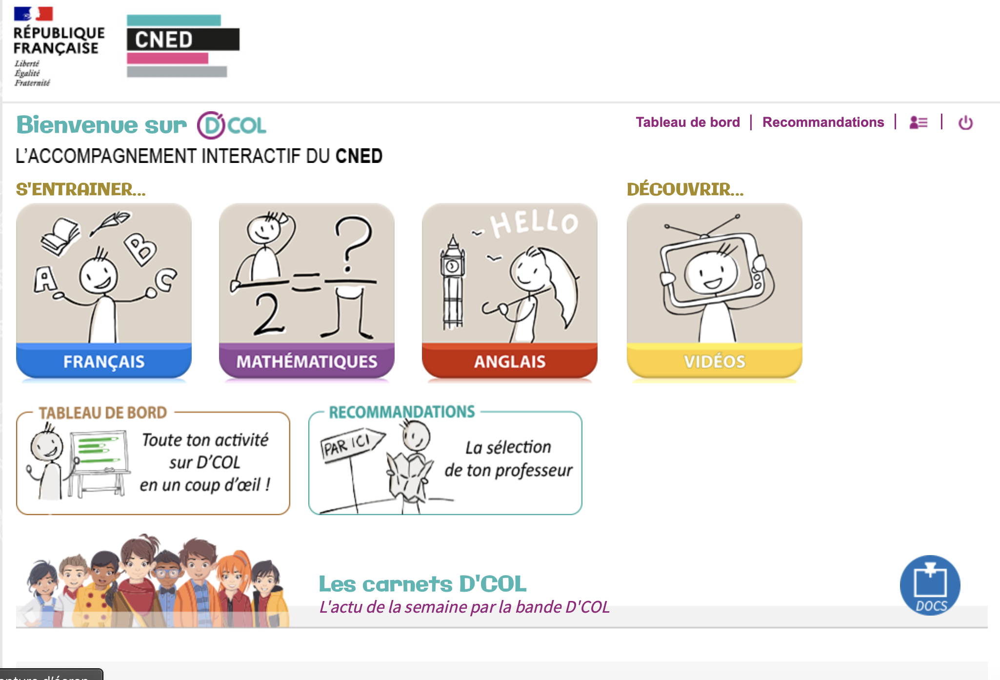 RÉPUBLIQUE
FRANÇAISE
Liberté
Égalité
Fraternité
CNED
Bienvenue sur D'COL
Tableau de bord | Recommandations
L'ACCOMPAGNEMENT INTERACTIF DU CNED
S'ENTRAINER...
DÉCOUVRIR...
A B C
FRANÇAIS
? 2 =
MATHÉMATIQUES
HELLO
ANGLAIS
VIDÉOS
TABLEAU DE BORD
Toute ton activité
sur D'COL
en un coup d'œil !
RECOMMANDATIONS
PAR ICI
La sélection
de ton professeur
Les carnets D'COL
L'actu de la semaine par la bande D'COL
DOCS